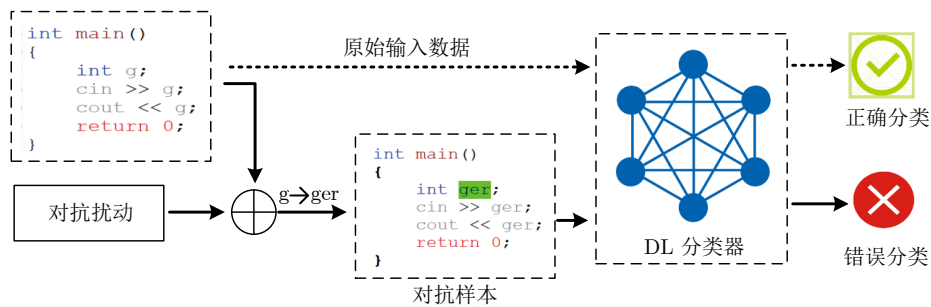 int main()
{
int g;
cin >> g;
cout << g;
return 0;
}
原始输入数据
正确分类
对抗扰动
g→ger
int main()
{
int ger;
cin >> ger;
cout << ger;
return 0;
}
对抗样本
DL 分类器
错误分类